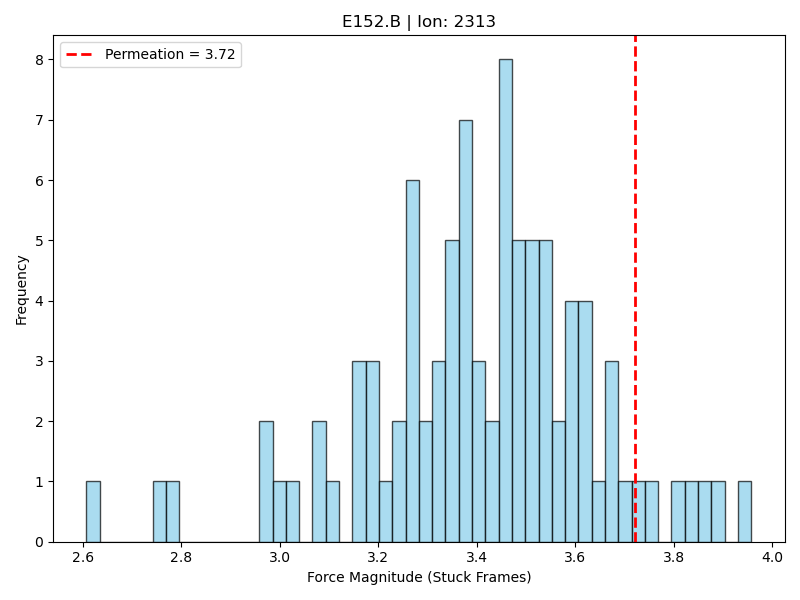 E152.B | Ion: 2313
Permeation = 3.72
Frequency
8
7
6
5
4
3
2
1
0
2.6 2.8 3.0 3.2 3.4 3.6 3.8 4.0
Force Magnitude (Stuck Frames)